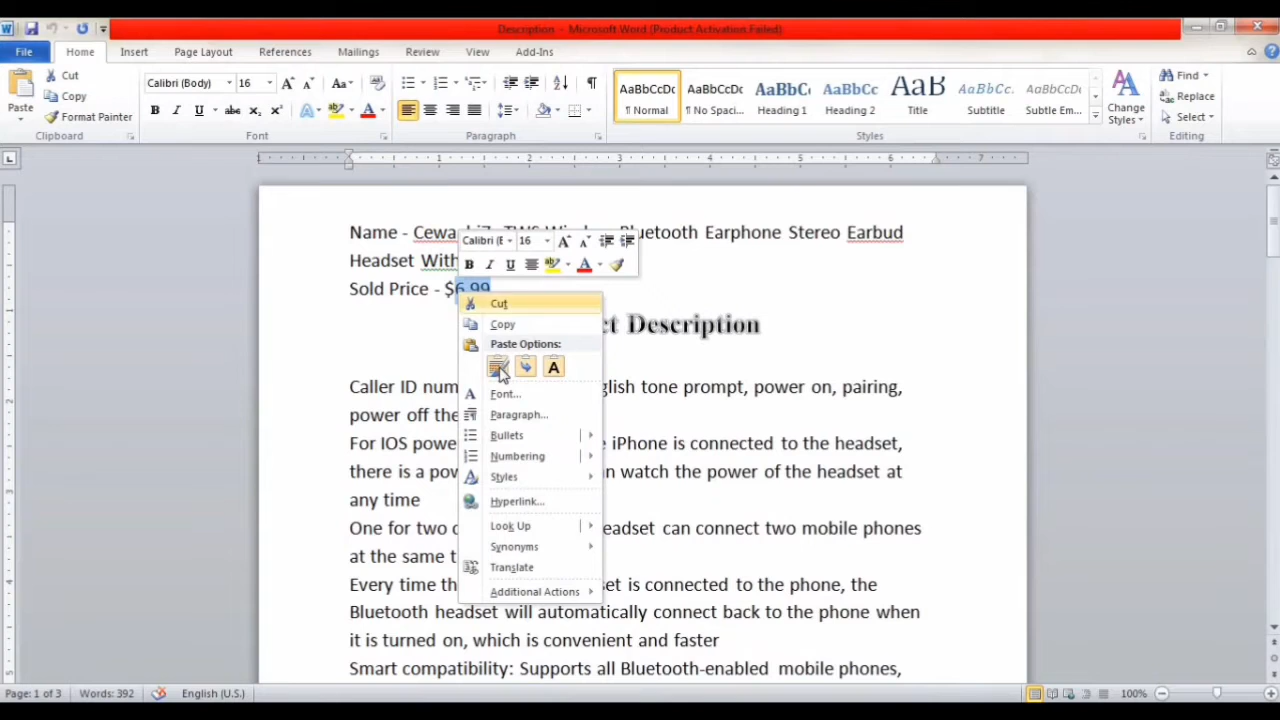 Description - Microsoft Word (Product Activation Failed)
File Home Insert Page Layout References Mailings Review View Add-Ins
Paste
Cut
Copy
Format Painter
Clipboard
Calibri (Body) 16
Font
Paragraph
AaBbCcDc AaBbCcDc AaBbC AaBbCc AaB AaBbCc. AaBbCcDc
¶ Normal ¶ No Spaci... Heading 1 Heading 2 Title Subtitle Subtle Em...
Change Styles
Styles
Find
Replace
Select
Editing
Name - Cewa Bluetooth Earphone Stereo Earbud
Headset With
Sold Price - $6.99
Calibri (E 16
Cut
Copy
Paste Options:
Font...
Paragraph...
Bullets
Numbering
Styles
Hyperlink...
Look Up
Synonyms
Translate
Additional Actions
ct Description
Caller ID num glish tone prompt, power on, pairing,
power off the
For IOS powe e iPhone is connected to the headset,
there is a pow n watch the power of the headset at
any time
One for two c eadset can connect two mobile phones
at the same t
Every time th set is connected to the phone, the
Bluetooth headset will automatically connect back to the phone when
it is turned on, which is convenient and faster
Smart compatibility: Supports all Bluetooth-enabled mobile phones,
Page: 1 of 3 Words: 392 English (U.S.) 100%